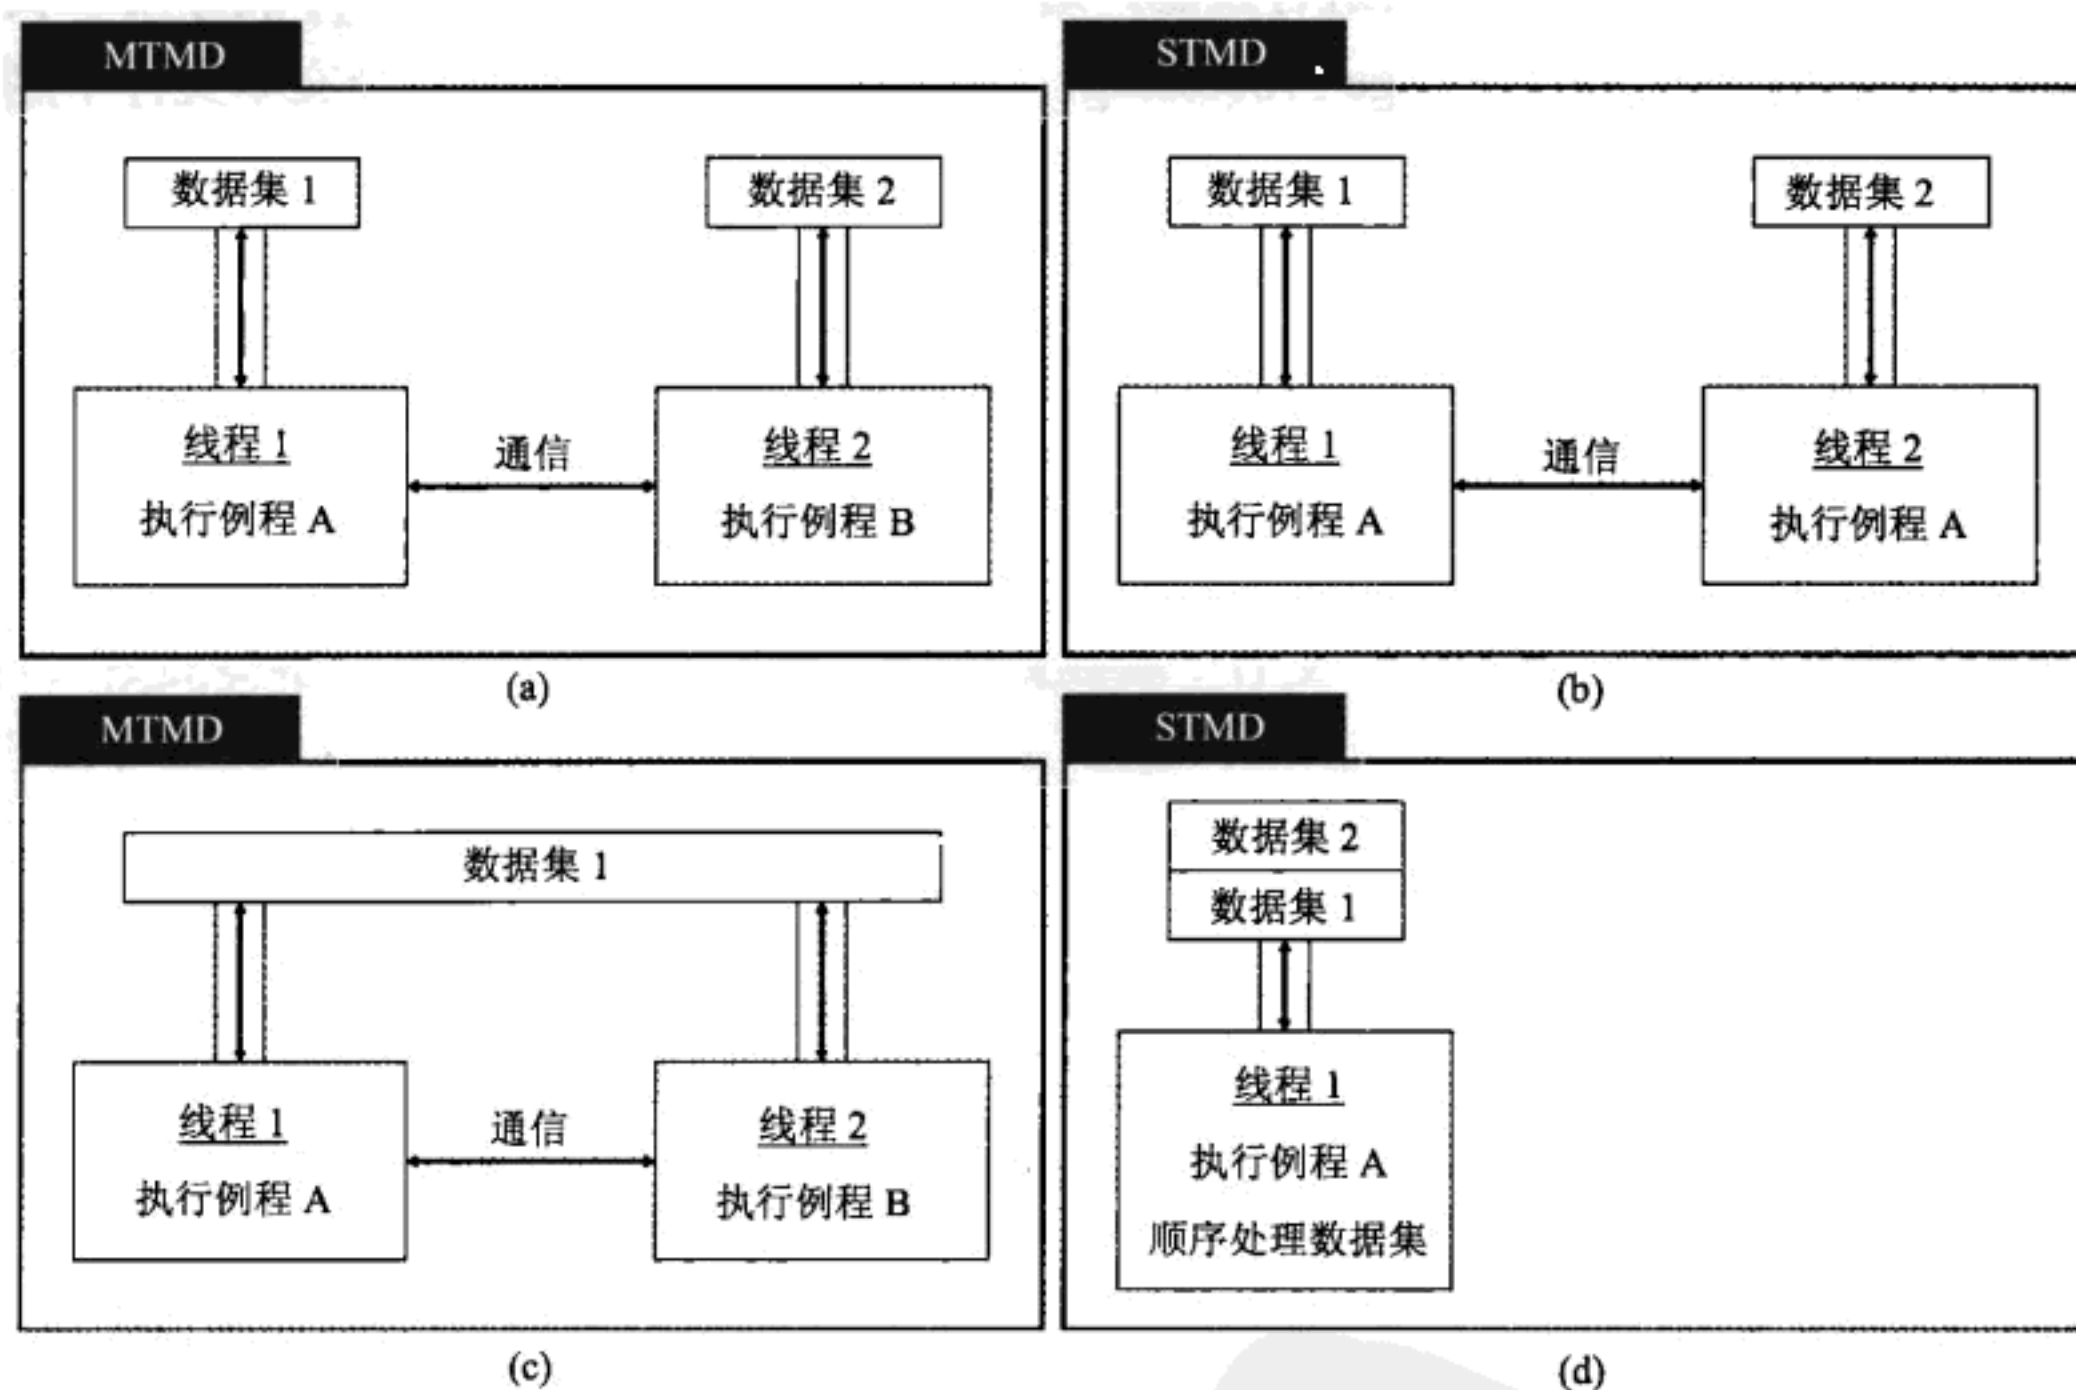 MTMD
数据集 1
数据集 2
线程 1
执行例程 A
通信
线程 2
执行例程 B
(a)
STMD
数据集 1
数据集 2
线程 1
执行例程 A
通信
线程 2
执行例程 A
(b)
MTMD
数据集 1
线程 1
执行例程 A
通信
线程 2
执行例程 B
(c)
STMD
数据集 2
数据集 1
线程 1
执行例程 A
顺序处理数据集
(d)